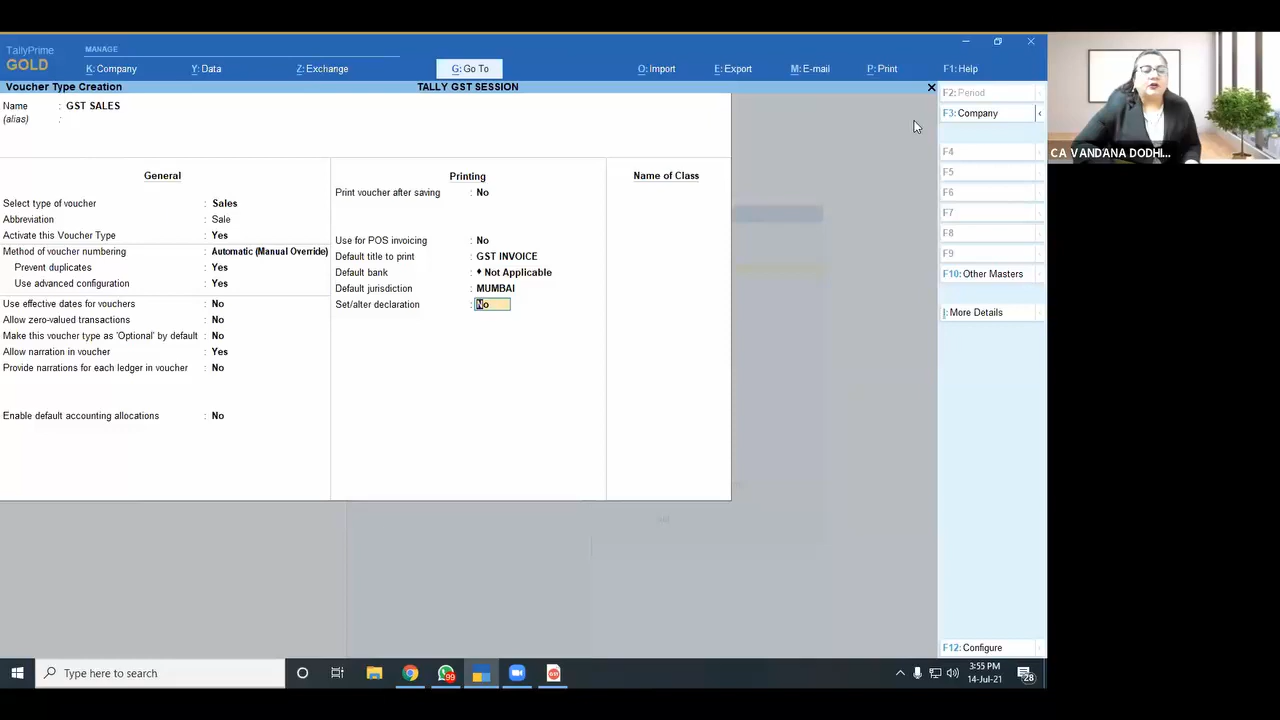 TallyPrime
GOLD
MANAGE
K: Company
Y: Data
Z: Exchange
G: Go To
O: Import
E: Export
M: E-mail
P: Print
F1: Help
Voucher Type Creation
TALLY GST SESSION
Name : GST SALES
(alias) :
General
Select type of voucher : Sales
Abbreviation : Sale
Activate this Voucher Type : Yes
Method of voucher numbering : Automatic (Manual Override)
Prevent duplicates : Yes
Use advanced configuration : Yes
Use effective dates for vouchers : No
Allow zero-valued transactions : No
Make this voucher type as 'Optional' by default : No
Allow narration in voucher : Yes
Provide narrations for each ledger in voucher : No
Enable default accounting allocations : No
Printing
Print voucher after saving : No
Use for POS invoicing : No
Default title to print : GST INVOICE
Default bank : ♦ Not Applicable
Default jurisdiction : MUMBAI
Set/alter declaration : No
Name of Class
F2: Period
F3: Company
F4
F5
F6
F7
F8
F9
F10: Other Masters
I: More Details
F12: Configure
CA VANDANA DODHI...
Type here to search
99
3:55 PM
14-Jul-21
28